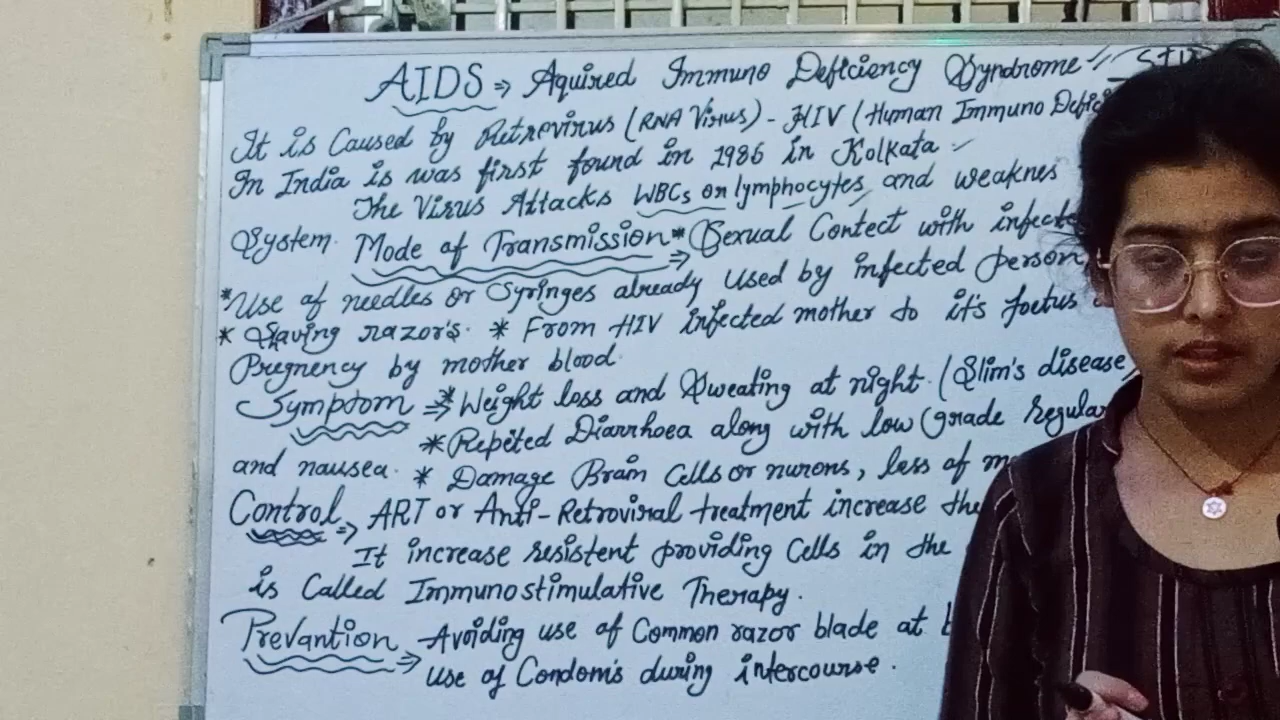 AIDS ⇒ Aquired Immuno Deficiency Syndrome
It is Caused by Retrovirus (RNA Virus) - HIV (Human Immuno
In India is was first found in 1986 in Kolkata
The Virus Attacks WBCs or lymphocytes, and weaknes
System. Mode of Transmission ⇒ * Sexual Contect with
* Use of needles or Syringes already used by infected person
* Shaving razor's. * From HIV infected mother to it's foetus
Pregnency by mother blood.
Symptom ⇒ * Weight loss and Sweating at night. (Slim's disease
* Repited Diarrhoea along with low grade regular
and nausea. * Damage Brain Cells or nurons, less of
Control ⇒ ART or Anti-Retroviral treatment increase the
It increase resistent providing Cells in the
is Called Immunostimulative Therapy.
Prevantion ⇒ Avoiding use of Common razor blade at
use of Condom's during intercourse.